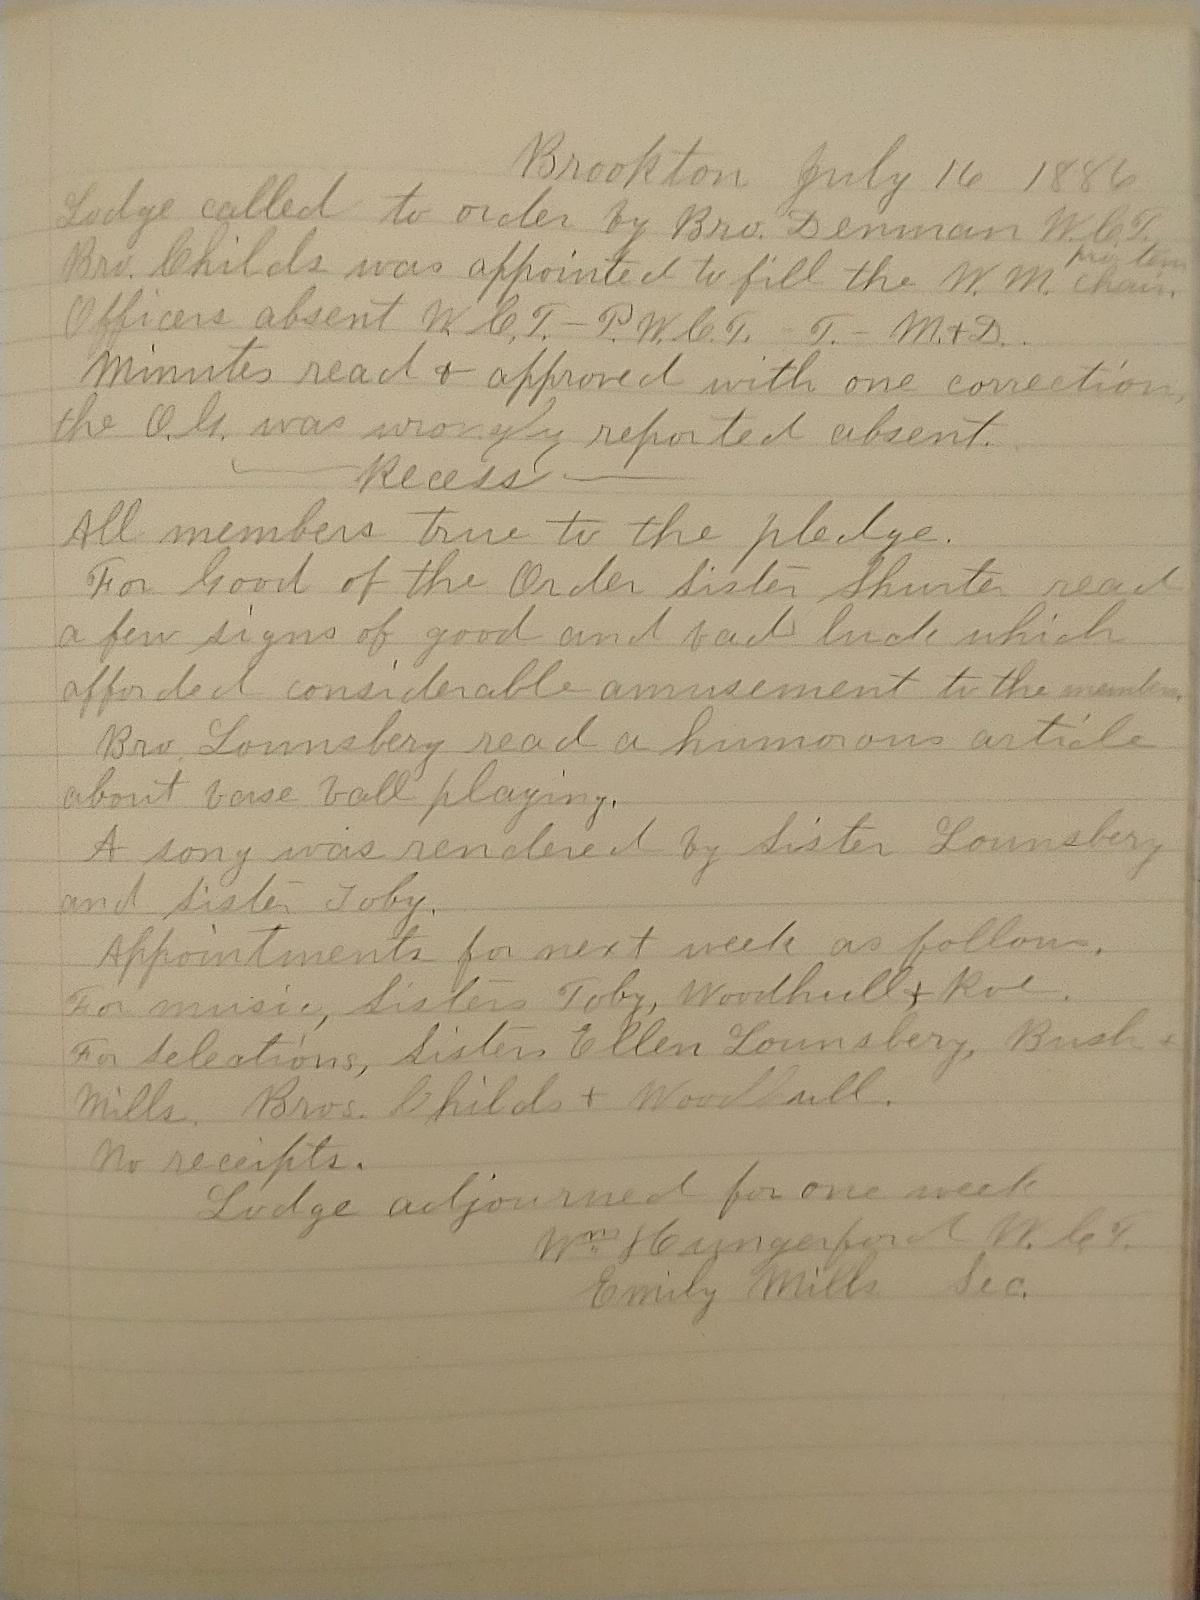 Brookton July 16 1886
Lodge called to order by Bro. Denman W.C.T.
pro tem
Bro. Childs was appointed to fill the W. M. chair.
Officers absent W.C.T. - P.W.C.T. - T. - M. + D..
Minutes read + approved with one correction,
the O.G. was wrongly reported absent.
Recess
All members true to the pledge.
For Good of the Order Sister Shurter read
a few signs of good and bad luck which
afforded considerable amusement to the members.
Bro. Lounsbery read a humorous article
about base ball playing.
A song was rendered by Sister Lounsbery
and Sister Toby.
Appointments for next week as follows.
For music, Sisters Toby, Woodhull + Roe.
For selections, Sisters Ellen Lounsbery, Bush +
Mills. Bros. Childs + Woodhull.
No receipts.
Lodge adjourned for one week
Wm Hungerford W.C.T.
Emily Mills Sec.